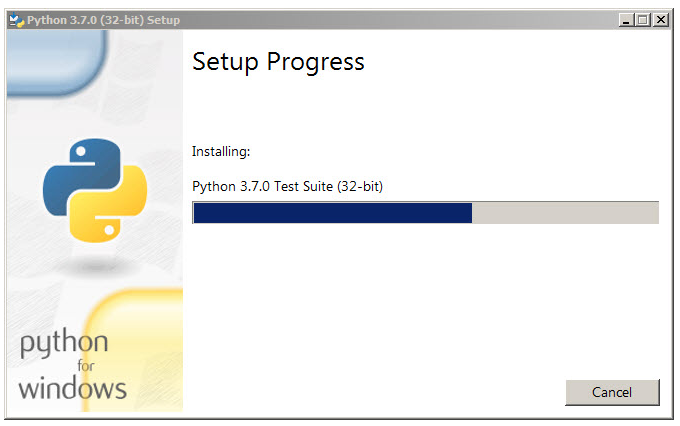 Python 3.7.0 (32-bit) Setup
Setup Progress
Installing:
Python 3.7.0 Test Suite (32-bit)
python
for
windows
Cancel